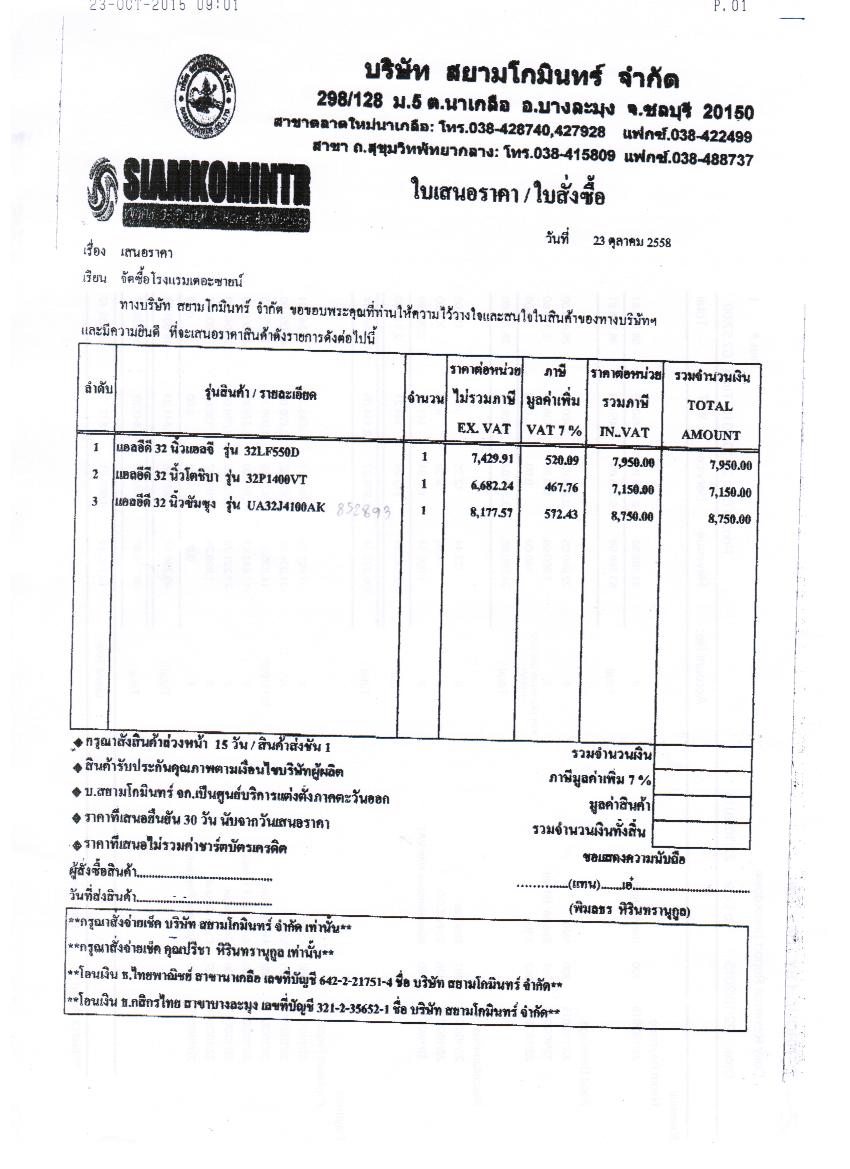 23-OCT-2015 09:01 P.01
บริษัท สยามโกมินทร์ จำกัด
298/128 ม.5 ต.นาเกลือ อ.บางละมุง จ.ชลบุรี 20150
สาขาตลาดใหม่นาเกลือ: โทร.038-428740,427928 แฟกซ์.038-422499
สาขา ถ.สุขุมวิทพัทยากลาง: โทร.038-415809 แฟกซ์.038-488737
SIAMKOMINTR
ใบเสนอราคา / ใบสั่งซื้อ
วันที่ 23 ตุลาคม 2558
เรื่อง เสนอราคา
เรียน จัดซื้อโรงแรมเดอะซายน์
ทางบริษัท สยามโกมินทร์ จำกัด ขอขอบพระคุณที่ท่านให้ความไว้วางใจและสนใจในสินค้าของทางบริษัทฯ
และมีความยินดี ที่จะเสนอราคาสินค้าดังรายการดังต่อไปนี้
ลำดับ รุ่นสินค้า / รายละเอียด จำนวน ราคาต่อหน่วย ไม่รวมภาษี EX. VAT ภาษี มูลค่าเพิ่ม VAT 7 % ราคาต่อหน่วย รวมภาษี IN..VAT รวมจำนวนเงิน TOTAL AMOUNT
1 แอลอีดี 32 นิ้วแอลจี รุ่น 32LF550D 1 7,429.91 520.09 7,950.00 7,950.00
2 แอลอีดี 32 นิ้วโตชิบา รุ่น 32P1400VT 1 6,682.24 467.76 7,150.00 7,150.00
3 แอลอีดี 32 นิ้วซัมซุง รุ่น UA32J4100AK 852893 1 8,177.57 572.43 8,750.00 8,750.00
◆ กรุณาสั่งสินค้าล่วงหน้า 15 วัน / สินค้าส่งชั้น 1
◆ สินค้ารับประกันคุณภาพตามเงื่อนไขบริษัทผู้ผลิต
◆ บ.สยามโกมินทร์ จก.เป็นศูนย์บริการแต่งตั้งภาคตะวันออก
◆ ราคาที่เสนอยืนยัน 30 วัน นับจากวันเสนอราคา
◆ ราคาที่เสนอไม่รวมค่าชาร์ตบัตรเครดิต
รวมจำนวนเงิน
ภาษีมูลค่าเพิ่ม 7 %
มูลค่าสินค้า
รวมจำนวนเงินทั้งสิ้น
ขอแสดงความนับถือ
ผู้สั่งซื้อสินค้า
วันที่ส่งสินค้า
(แทน) เอ๋
(พิมลขร หิรินทรานุกูล)
**กรุณาสั่งจ่ายเช็ค บริษัท สยามโกมินทร์ จำกัด เท่านั้น**
**กรุณาสั่งจ่ายเช็ค คุณปรีชา หิรินทรานุกูล เท่านั้น**
**โอนเงิน ธ.ไทยพาณิชย์ สาขานาเกลือ เลขที่บัญชี 642-2-21751-4 ชื่อ บริษัท สยามโกมินทร์ จำกัด**
**โอนเงิน ธ.กสิกรไทย สาขาบางละมุง เลขที่บัญชี 321-2-35652-1 ชื่อ บริษัท สยามโกมินทร์ จำกัด**